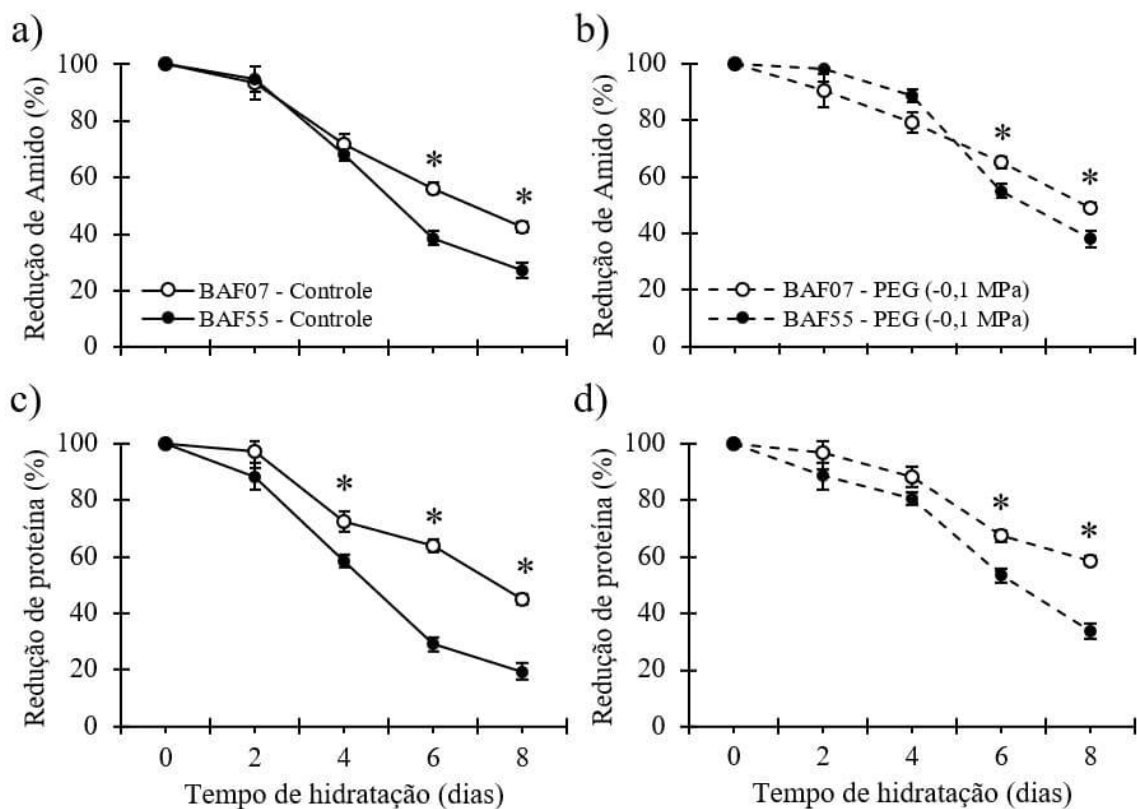 a)
Redução de Amido (%)
100
80
60
40
20
0
*
*
BAF07 - Controle
BAF55 - Controle
b)
Redução de Amido (%)
100
80
60
40
20
0
*
*
BAF07 - PEG (-0,1 MPa)
BAF55 - PEG (-0,1 MPa)
c)
Redução de proteína (%)
100
80
60
40
20
0
*
*
*
0 2 4 6 8
Tempo de hidratação (dias)
d)
Redução de proteína (%)
100
80
60
40
20
0
*
*
0 2 4 6 8
Tempo de hidratação (dias)